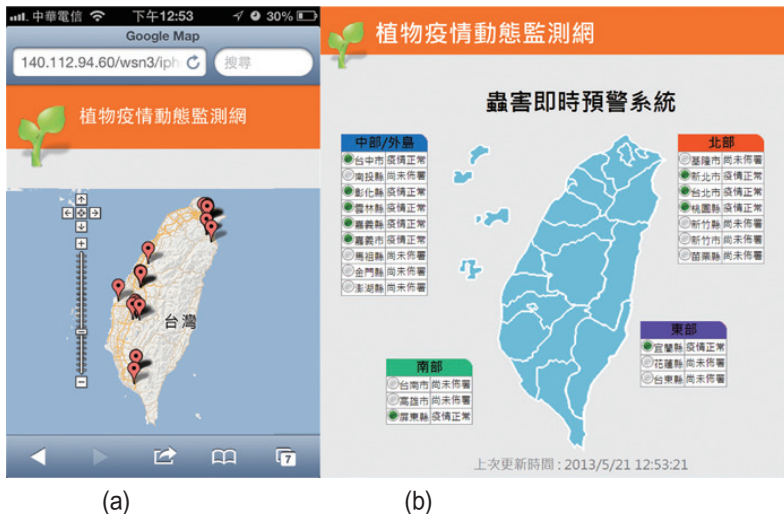 中華電信 下午12:53 30%
Google Map
140.112.94.60/wsn3/iph
搜尋
植物疫情動態監測網
台灣
7
(a)
植物疫情動態監測網
蟲害即時預警系統
中部/外島
台中市 疫情正常
南投縣 尚未佈署
彰化縣 疫情正常
雲林縣 疫情正常
嘉義縣 疫情正常
嘉義市 疫情正常
馬祖縣 尚未佈署
金門縣 尚未佈署
澎湖縣 尚未佈署
北部
基隆市 尚未佈署
新北市 疫情正常
台北市 疫情正常
桃園縣 疫情正常
新竹縣 尚未佈署
新竹市 尚未佈署
苗栗縣 尚未佈署
東部
宜蘭縣 疫情正常
花蓮縣 尚未佈署
台東縣 尚未佈署
南部
台南市 尚未佈署
高雄市 尚未佈署
屏東縣 疫情正常
上次更新時間 : 2013/5/21 12:53:21
(b)